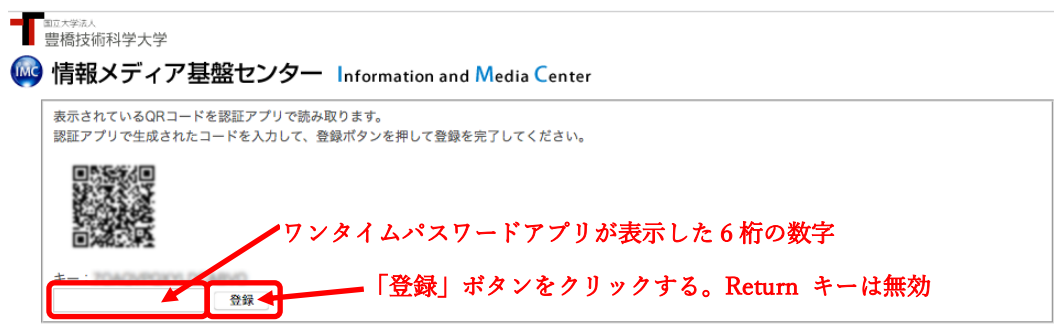 国立大学法人
豊橋技術科学大学
IMC 情報メディア基盤センター Information and Media Center
表示されているQRコードを認証アプリで読み取ります。
認証アプリで生成されたコードを入力して、登録ボタンを押して登録を完了してください。
ワンタイムパスワードアプリが表示した6桁の数字
キー：
「登録」ボタンをクリックする。Return キーは無効
登録